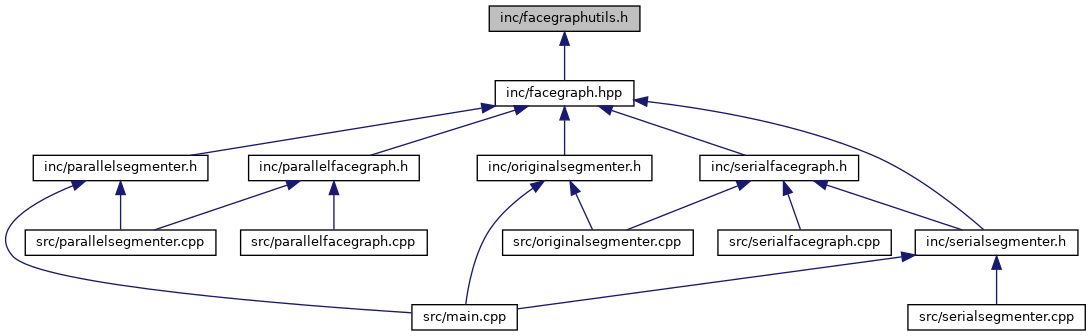 inc/facegraphutils.h
inc/facegraph.hpp
inc/parallelsegmenter.h
inc/parallelfacegraph.h
inc/originalsegmenter.h
inc/serialfacegraph.h
src/parallelsegmenter.cpp
src/parallelfacegraph.cpp
src/originalsegmenter.cpp
src/serialfacegraph.cpp
inc/serialsegmenter.h
src/main.cpp
src/serialsegmenter.cpp